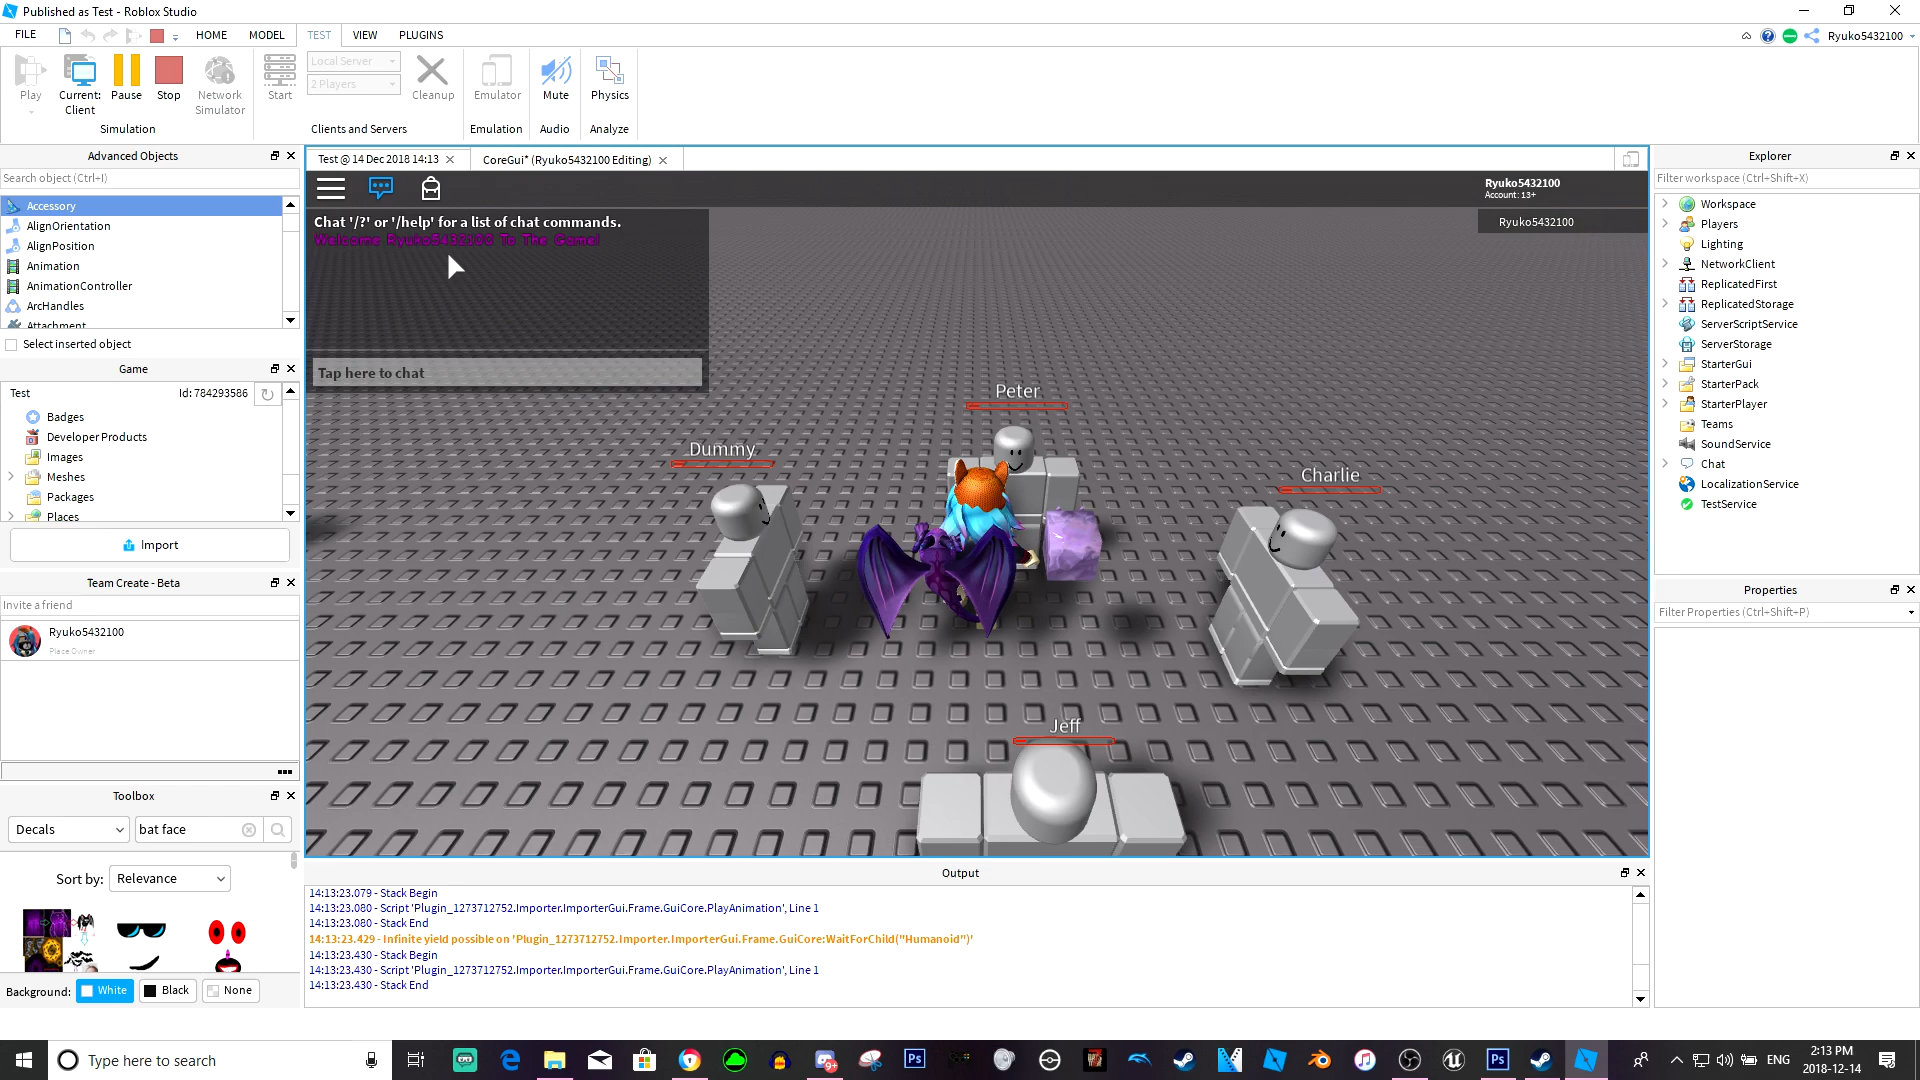 Published as Test - Roblox Studio
FILE
HOME
MODEL
TEST
VIEW
PLUGINS
Ryuko5432100
Play
Current:
Client
Pause
Stop
Network
Simulator
Simulation
Start
Local Server
2 Players
Cleanup
Clients and Servers
Emulator
Emulation
Mute
Audio
Physics
Analyze
Advanced Objects
Search object (Ctrl+I)
Accessory
AlignOrientation
AlignPosition
Animation
AnimationController
ArcHandles
Attachment
Select inserted object
Game
Test
Id: 784293586
Badges
Developer Products
Images
Meshes
Packages
Places
Import
Team Create - Beta
Invite a friend
Ryuko5432100
Place Owner
Toolbox
Decals
bat face
Sort by:
Relevance
Background:
White
Black
None
Test @ 14 Dec 2018 14:13
CoreGui* (Ryuko5432100 Editing)
Ryuko5432100
Account: 13+
Ryuko5432100
Chat '/?' or '/help' for a list of chat commands.
Welcome Ryuko5432100 To The Game!
Tap here to chat
Peter
Dummy
Charlie
Jeff
Output
14:13:23.079 - Stack Begin
14:13:23.080 - Script 'Plugin_1273712752.Importer.ImporterGui.Frame.GuiCore.PlayAnimation', Line 1
14:13:23.080 - Stack End
14:13:23.429 - Infinite yield possible on 'Plugin_1273712752.Importer.ImporterGui.Frame.GuiCore:WaitForChild("Humanoid")'
14:13:23.430 - Stack Begin
14:13:23.430 - Script 'Plugin_1273712752.Importer.ImporterGui.Frame.GuiCore.PlayAnimation', Line 1
14:13:23.430 - Stack End
Explorer
Filter workspace (Ctrl+Shift+X)
Workspace
Players
Lighting
NetworkClient
ReplicatedFirst
ReplicatedStorage
ServerScriptService
ServerStorage
StarterGui
StarterPack
StarterPlayer
Teams
SoundService
Chat
LocalizationService
TestService
Properties
Filter Properties (Ctrl+Shift+P)
Type here to search
9+
Ps
Ps
ENG
2:13 PM
2018-12-14